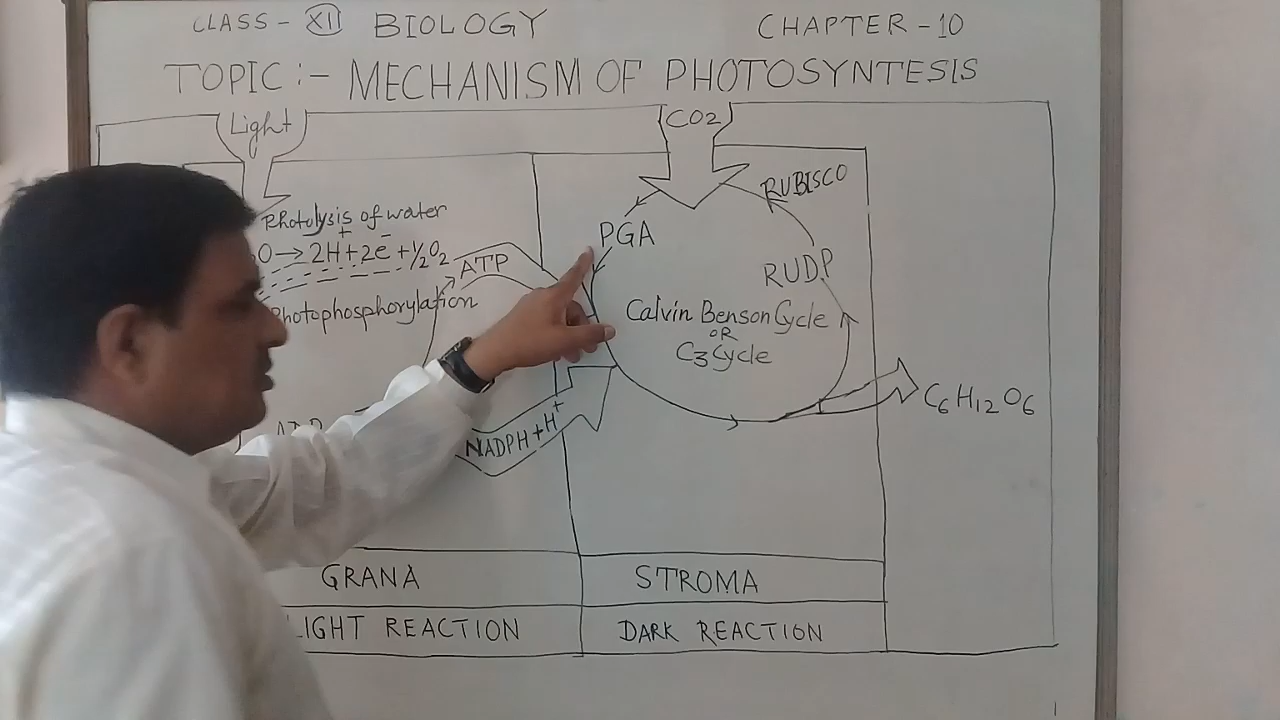 CLASS - XII BIOLOGY CHAPTER - 10
TOPIC :- MECHANISM OF PHOTOSYNTESIS
Light
CO2
RUBISCO
Photolysis of water
O → 2H+ + 2e- + 1/2O2
PGA
ATP
RUDP
Photophosphorylation
Calvin Benson Cycle
OR
C3 Cycle
C6H12O6
NADPH + H+
GRANA STROMA
LIGHT REACTION DARK REACTION